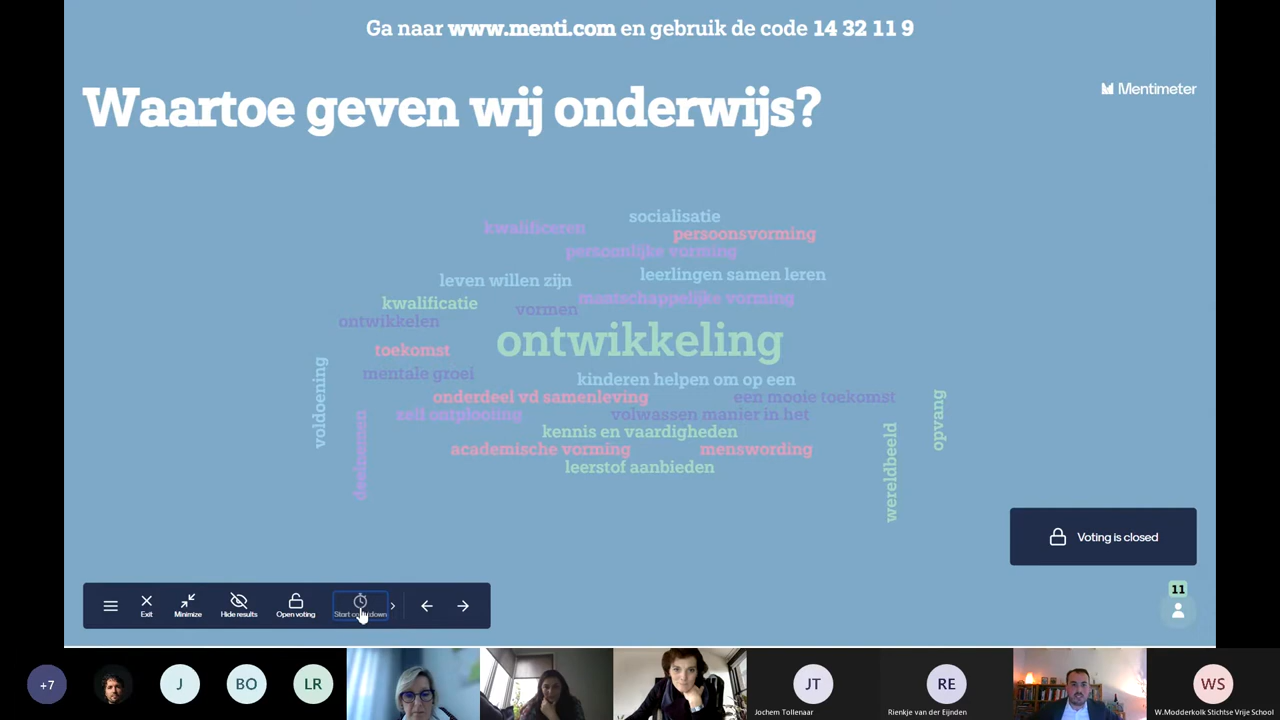 Ga naar www.menti.com en gebruik de code 14 32 11 9
Waartoe geven wij onderwijs?
Mentimeter
socialisatie
kwalificeren
persoonsvorming
persoonlijke vorming
leven willen zijn
leerlingen samen leren
maatschappelijke vorming
kwalificatie
vormen
ontwikkelen
ontwikkeling
toekomst
mentale groei
kinderen helpen om op een
voldoening
onderdeel vd samenleving
een mooie toekomst
zelf ontplooiing
volwassen manier in het
opvang
deelnemen
kennis en vaardigheden
academische vorming
menswording
wereldbeeld
leerstof aanbieden
Voting is closed
Exit
Minimize
Hide results
Open voting
Start countdown
11
+7
J
BO
LR
JT
RE
WS
Jochem Tollenaar
Rienkje van der Eijnden
W.Modderkolk Stichtse Vrije School